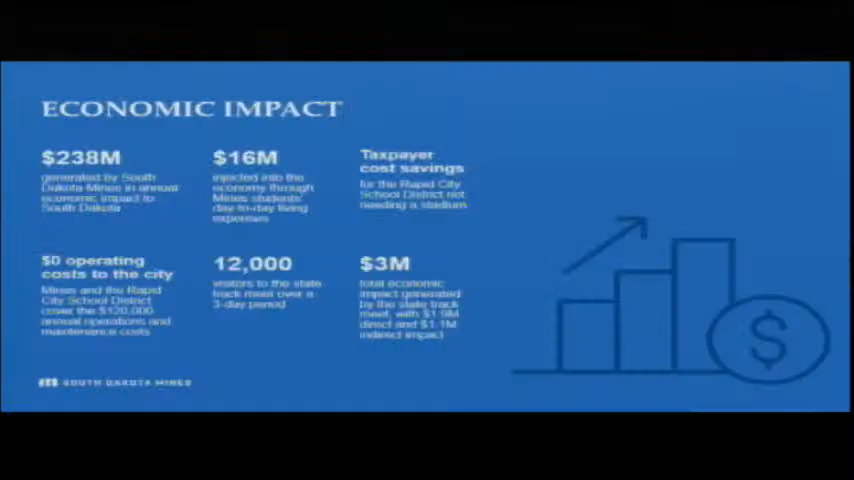 ECONOMIC IMPACT
$238M
generated by South
Dakota Mines in annual
economic impact to
South Dakota
$16M
injected into the
economy through
Mines students'
day-to-day living
expenses
Taxpayer
cost savings
for the Rapid City
School District not
needing a stadium
$0 operating
costs to the city
Mines and the Rapid
City School District
cover the $120,000
annual operations and
maintenance costs
12,000
visitors to the state
track meet over a
3-day period
$3M
total economic
impact generated
by the state track
meet, with $1.9M
direct and $1.1M
indirect impact
$
SOUTH DAKOTA MINES